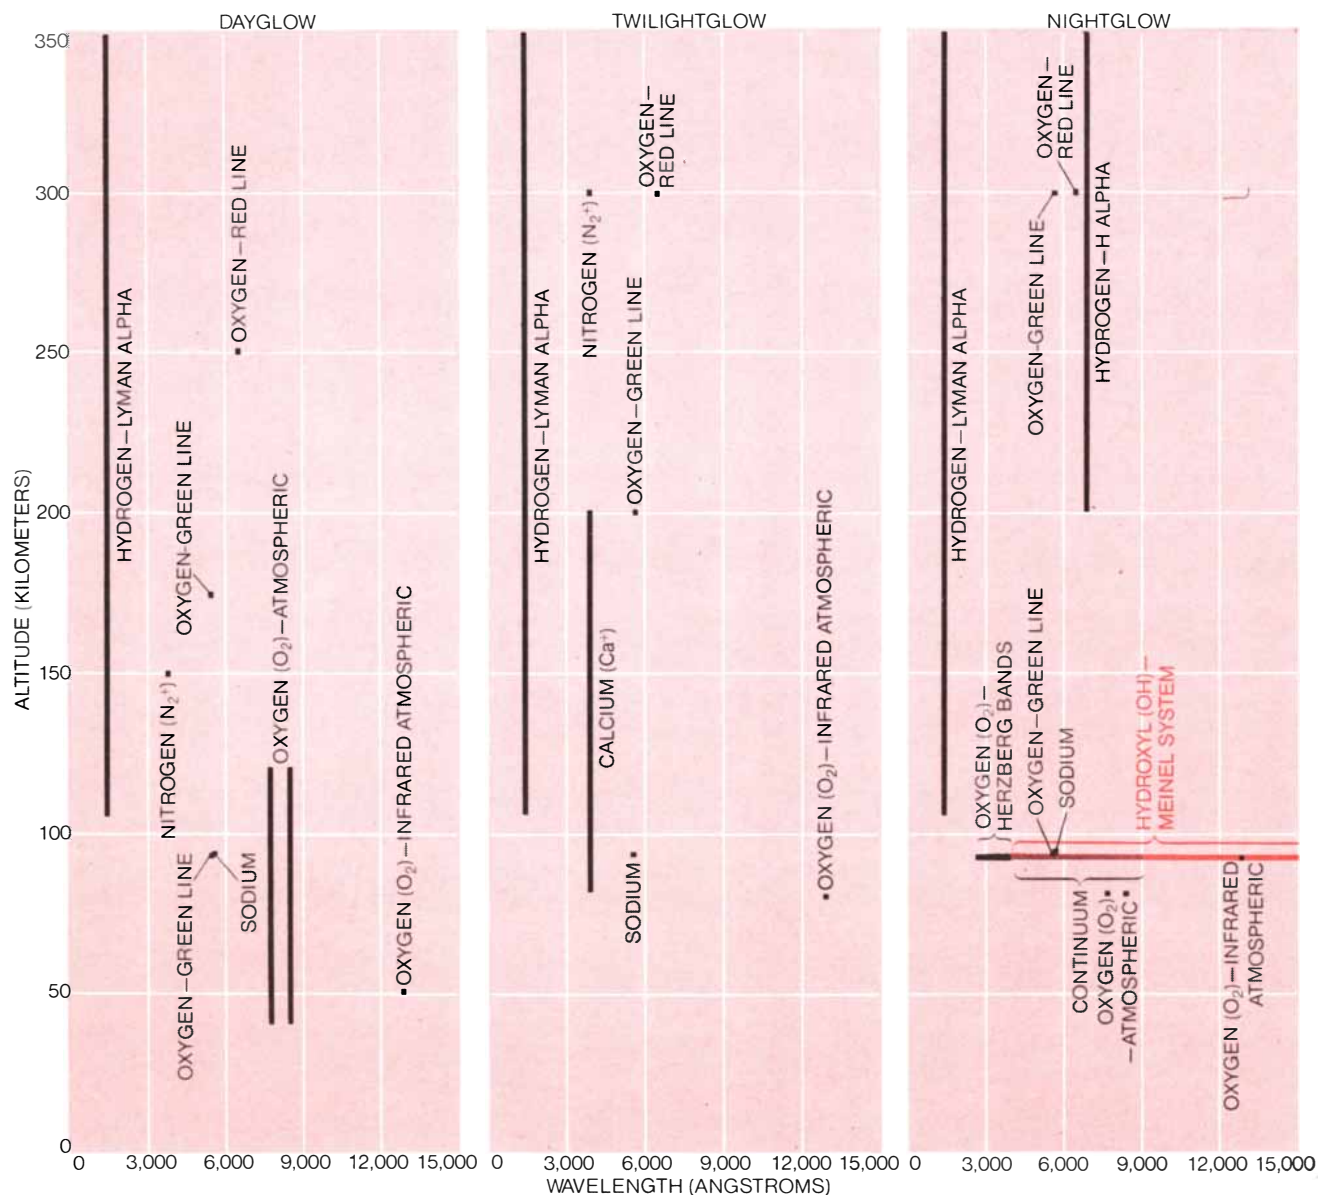 DAYGLOW
TWILIGHTGLOW
NIGHTGLOW
ALTITUDE (KILOMETERS)
350
300
250
200
150
100
50
0
HYDROGEN–LYMAN ALPHA
OXYGEN–RED LINE
OXYGEN-GREEN LINE
OXYGEN (O₂)–ATMOSPHERIC
NITROGEN (N₂⁺)
OXYGEN–GREEN LINE
SODIUM
OXYGEN (O₂)–INFRARED ATMOSPHERIC
0 3,000 6,000 9,000 12,000 15,000
HYDROGEN–LYMAN ALPHA
NITROGEN (N₂⁺)
OXYGEN–
RED LINE
OXYGEN–GREEN LINE
CALCIUM (Ca⁺)
SODIUM
OXYGEN (O₂)–INFRARED ATMOSPHERIC
0 3,000 6,000 9,000 12,000 15,000
HYDROGEN–LYMAN ALPHA
OXYGEN–
RED LINE
OXYGEN-GREEN LINE
HYDROGEN–H ALPHA
OXYGEN (O₂)–
HERZBERG BANDS
OXYGEN–GREEN LINE
SODIUM
HYDROXYL (OH)–
MEINEL SYSTEM
CONTINUUM
OXYGEN (O₂)
–ATMOSPHERIC
OXYGEN (O₂)–INFRARED
ATMOSPHERIC
0 3,000 6,000 9,000 12,000 15,000
WAVELENGTH (ANGSTROMS)